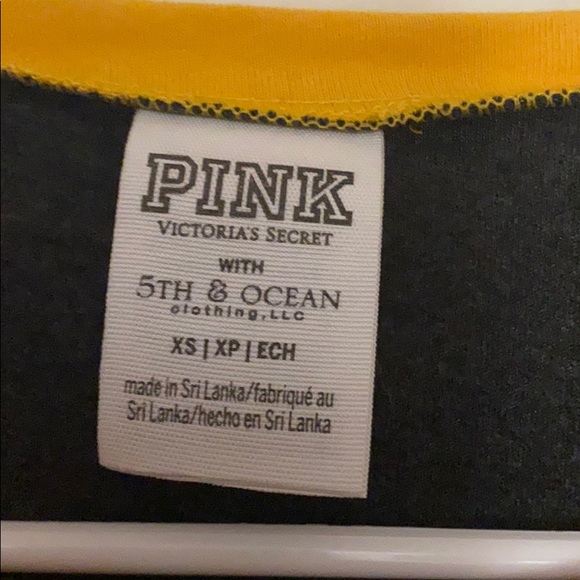 PINK
VICTORIA'S SECRET
WITH
5TH & OCEAN
clothing, LLC
XS | XP | ECH
made in Sri Lanka/fabriqué au
Sri Lanka/hecho en Sri Lanka